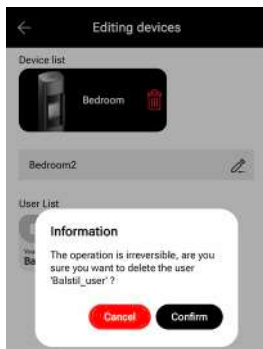 Editing devices
Device list
Bedroom
Bedroom2
User List
Information
The operation is irreversible, are you
sure you want to delete the user
'Balstil_user' ?
Cancel
Confirm